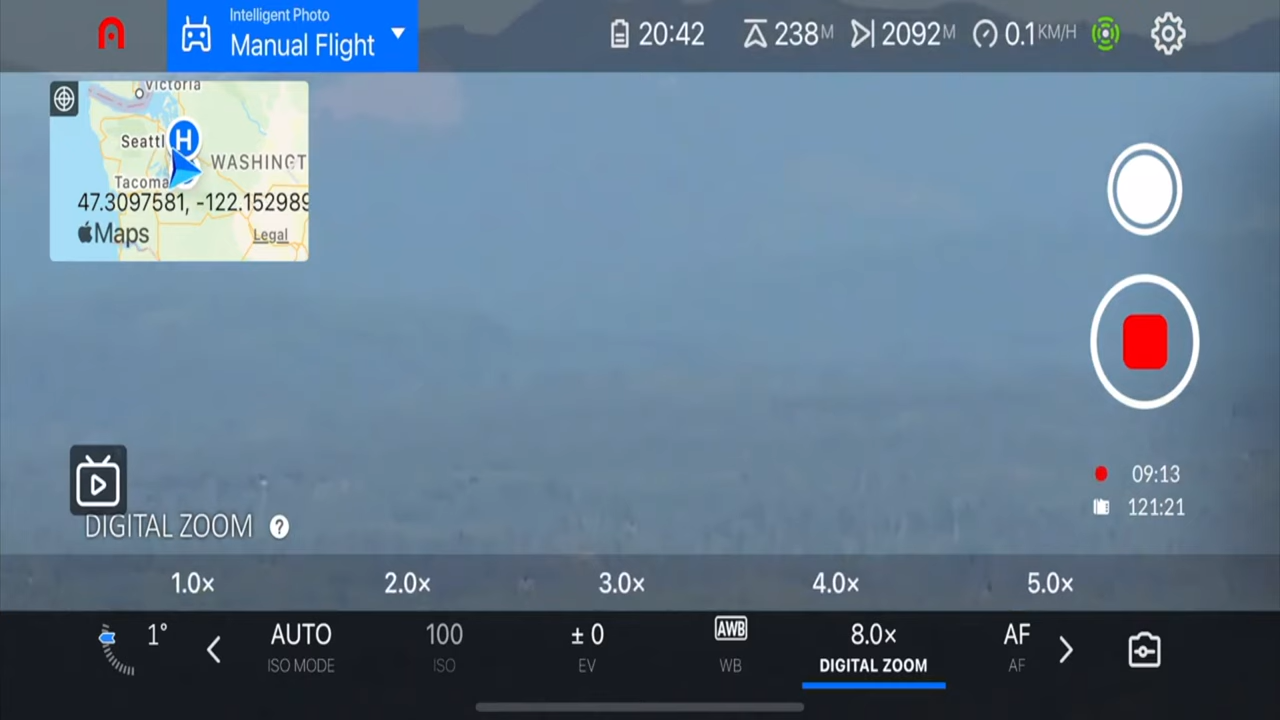 Intelligent Photo
Manual Flight
20:42
238M
2092M
0.1KM/H
Victoria
Seattl
WASHINGT
Tacoma
47.3097581, -122.152989
Maps
Legal
09:13
121:21
DIGITAL ZOOM ?
1.0×
2.0×
3.0×
4.0×
5.0×
1°
AUTO
ISO MODE
100
ISO
± 0
EV
AWB
WB
8.0×
DIGITAL ZOOM
AF
AF